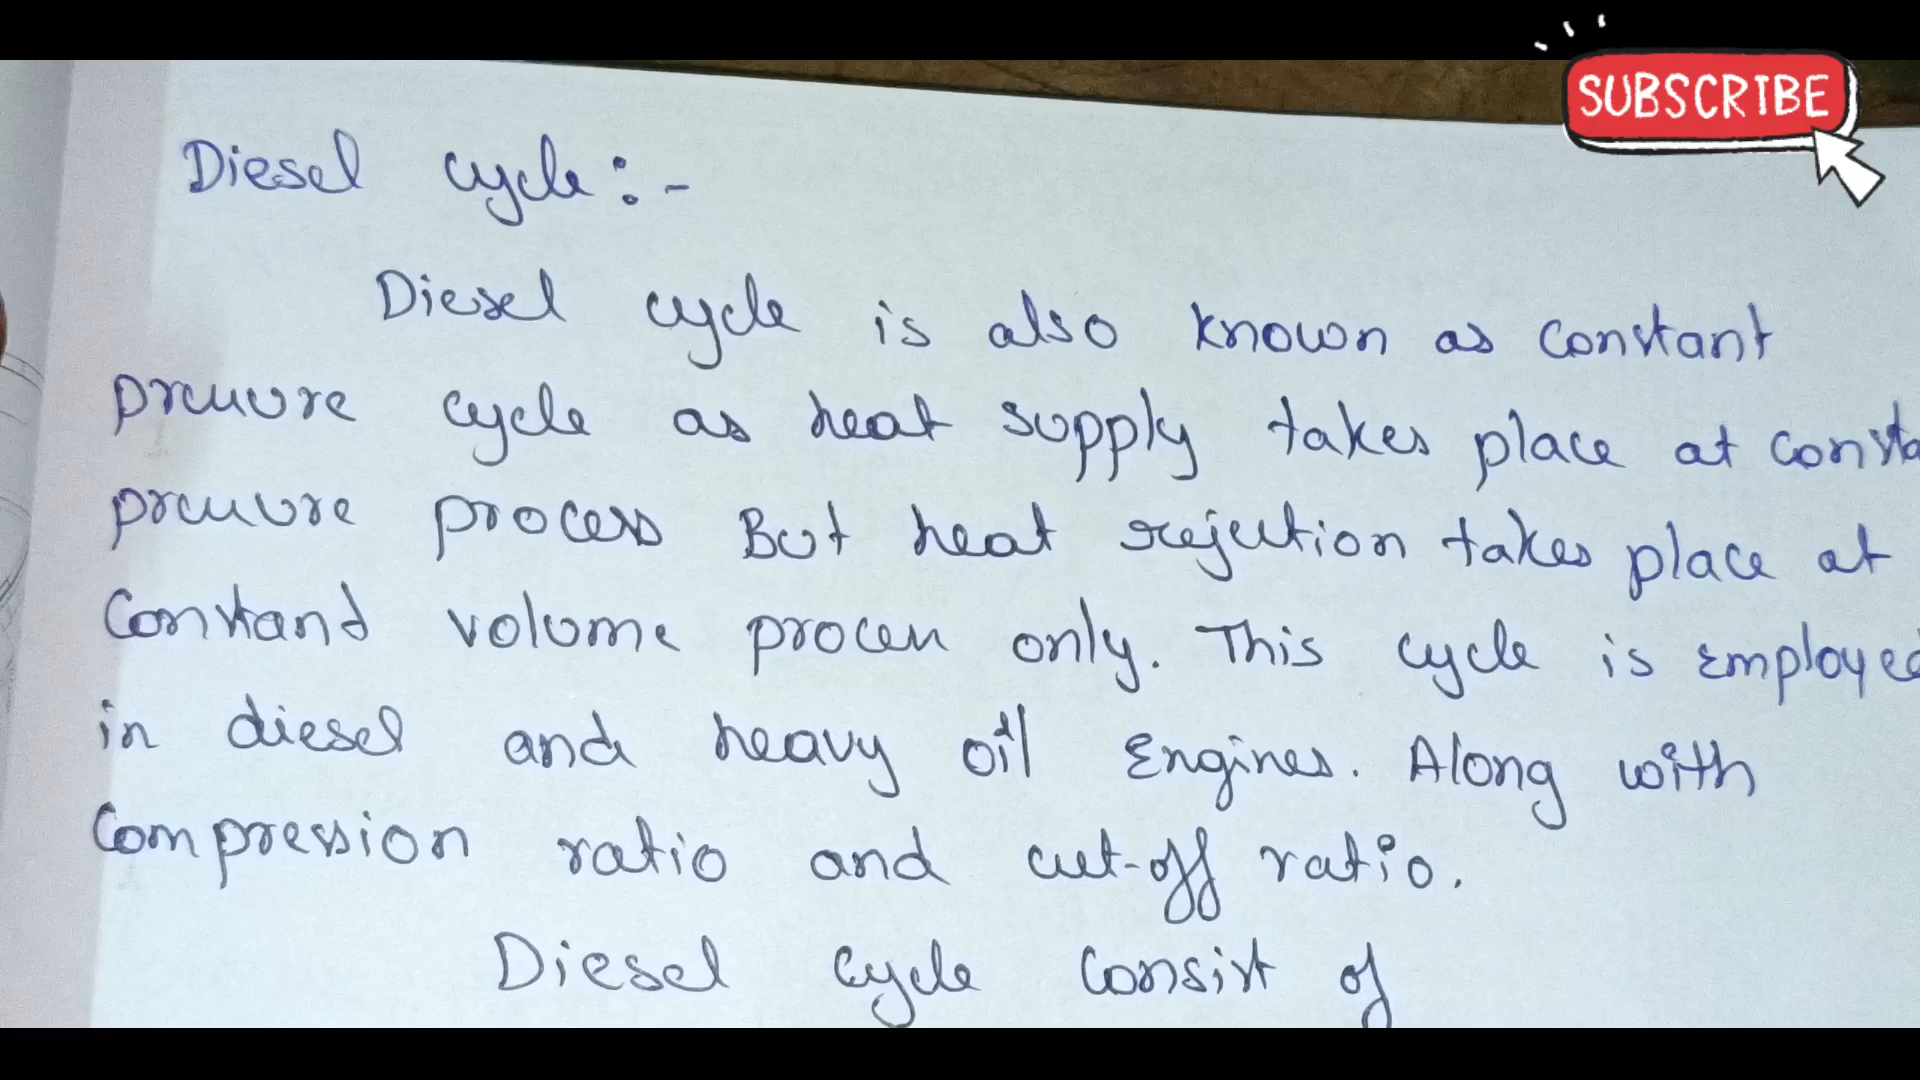 SUBSCRIBE
Diesel cycle:-
Diesel cycle is also known as constant
pressure cycle as heat supply takes place at consta
pressure process But heat rejection takes place at
Constand volume process only. This cycle is employed
in diesel and heavy oil Engines. Along with
Compression ratio and cut-off ratio.
Diesel cycle consist of